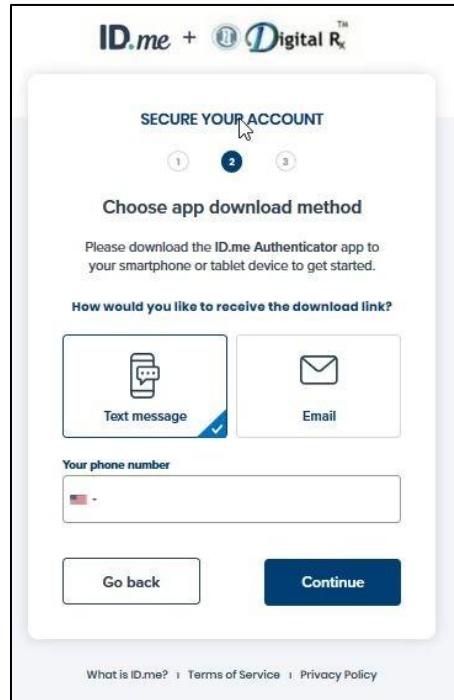 ID.me + Digital Rx™
SECURE YOUR ACCOUNT
1 2 3
Choose app download method
Please download the ID.me Authenticator app to
your smartphone or tablet device to get started.
How would you like to receive the download link?
Text message Email
Your phone number
Go back Continue
What is ID.me? | Terms of Service | Privacy Policy